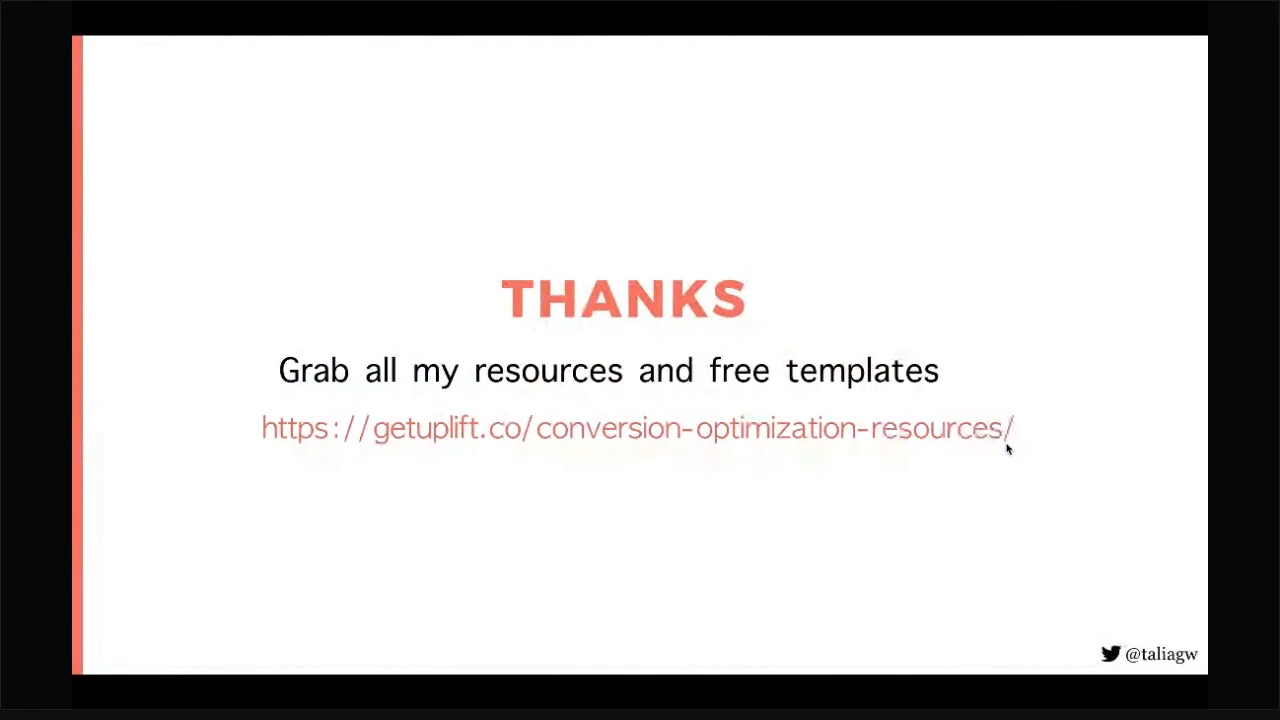 THANKS
Grab all my resources and free templates
https://getuplift.co/conversion-optimization-resources/
@taliagw